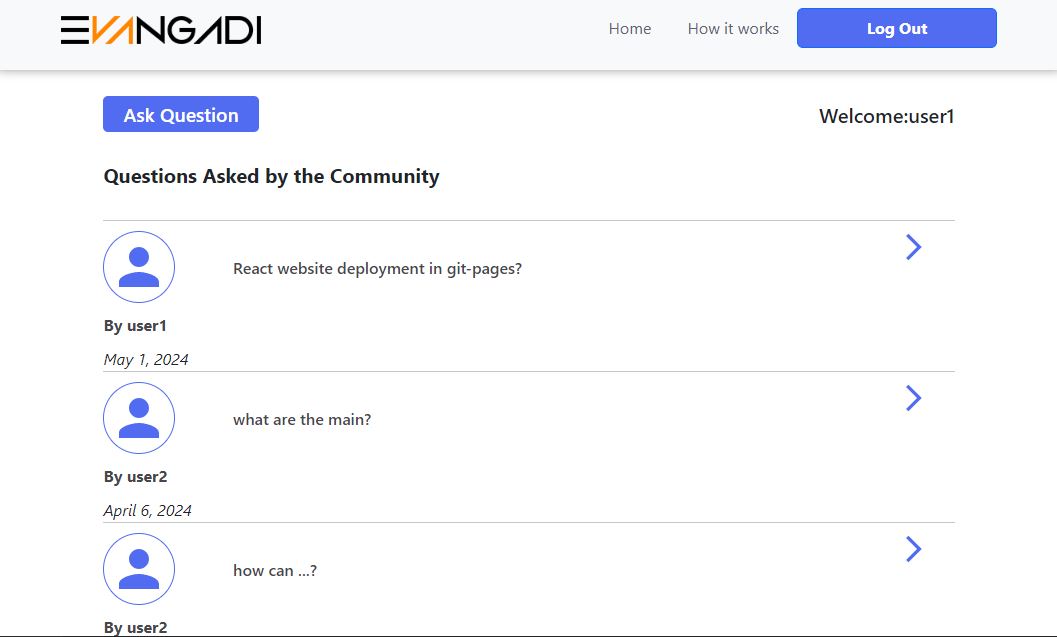 EVANGADI
Home How it works Log Out
Ask Question
Welcome:user1
Questions Asked by the Community
React website deployment in git-pages?
By user1
May 1, 2024
what are the main?
By user2
April 6, 2024
how can ...?
By user2